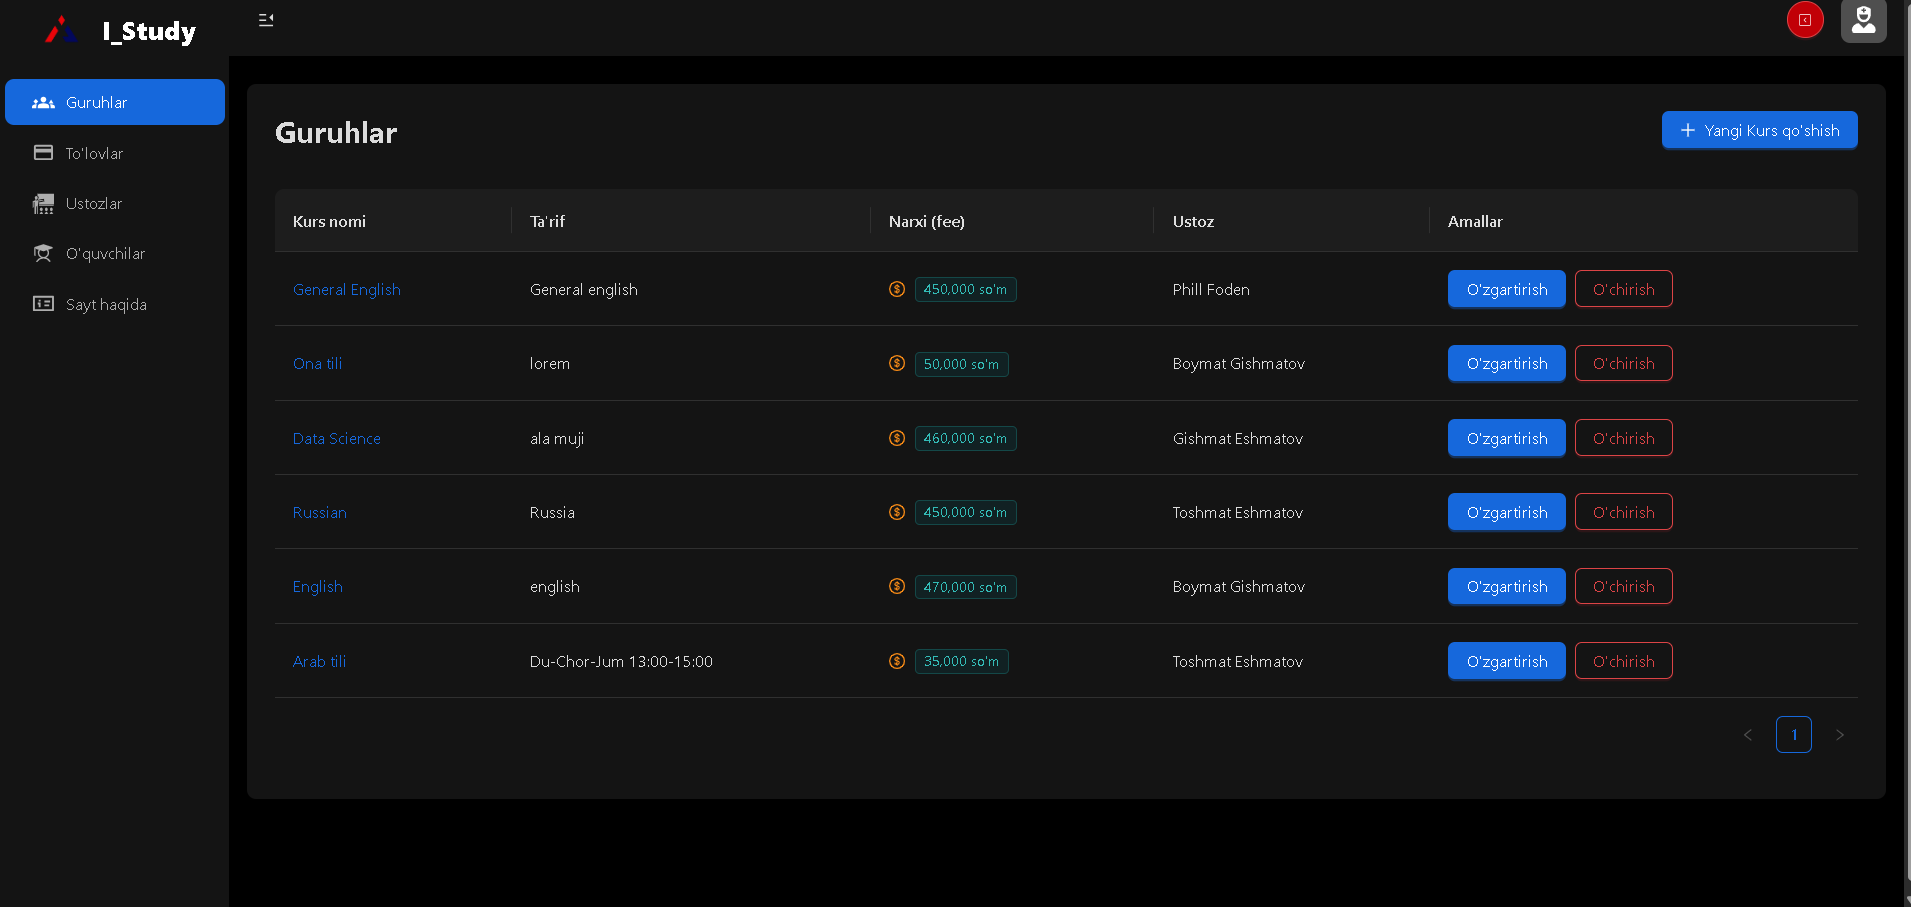 I_Study
Guruhlar
To'lovlar
Ustozlar
O'quvchilar
Sayt haqida
Guruhlar
Yangi Kurs qo'shish
Kurs nomi Ta'rif Narxi (fee) Ustoz Amallar
General English General english 450,000 so'm Phill Foden O'zgartirish O'chirish
Ona tili lorem 50,000 so'm Boymat Gishmatov O'zgartirish O'chirish
Data Science ala muji 460,000 so'm Gishmat Eshmatov O'zgartirish O'chirish
Russian Russia 450,000 so'm Toshmat Eshmatov O'zgartirish O'chirish
English english 470,000 so'm Boymat Gishmatov O'zgartirish O'chirish
Arab tili Du-Chor-Jum 13:00-15:00 35,000 so'm Toshmat Eshmatov O'zgartirish O'chirish
1